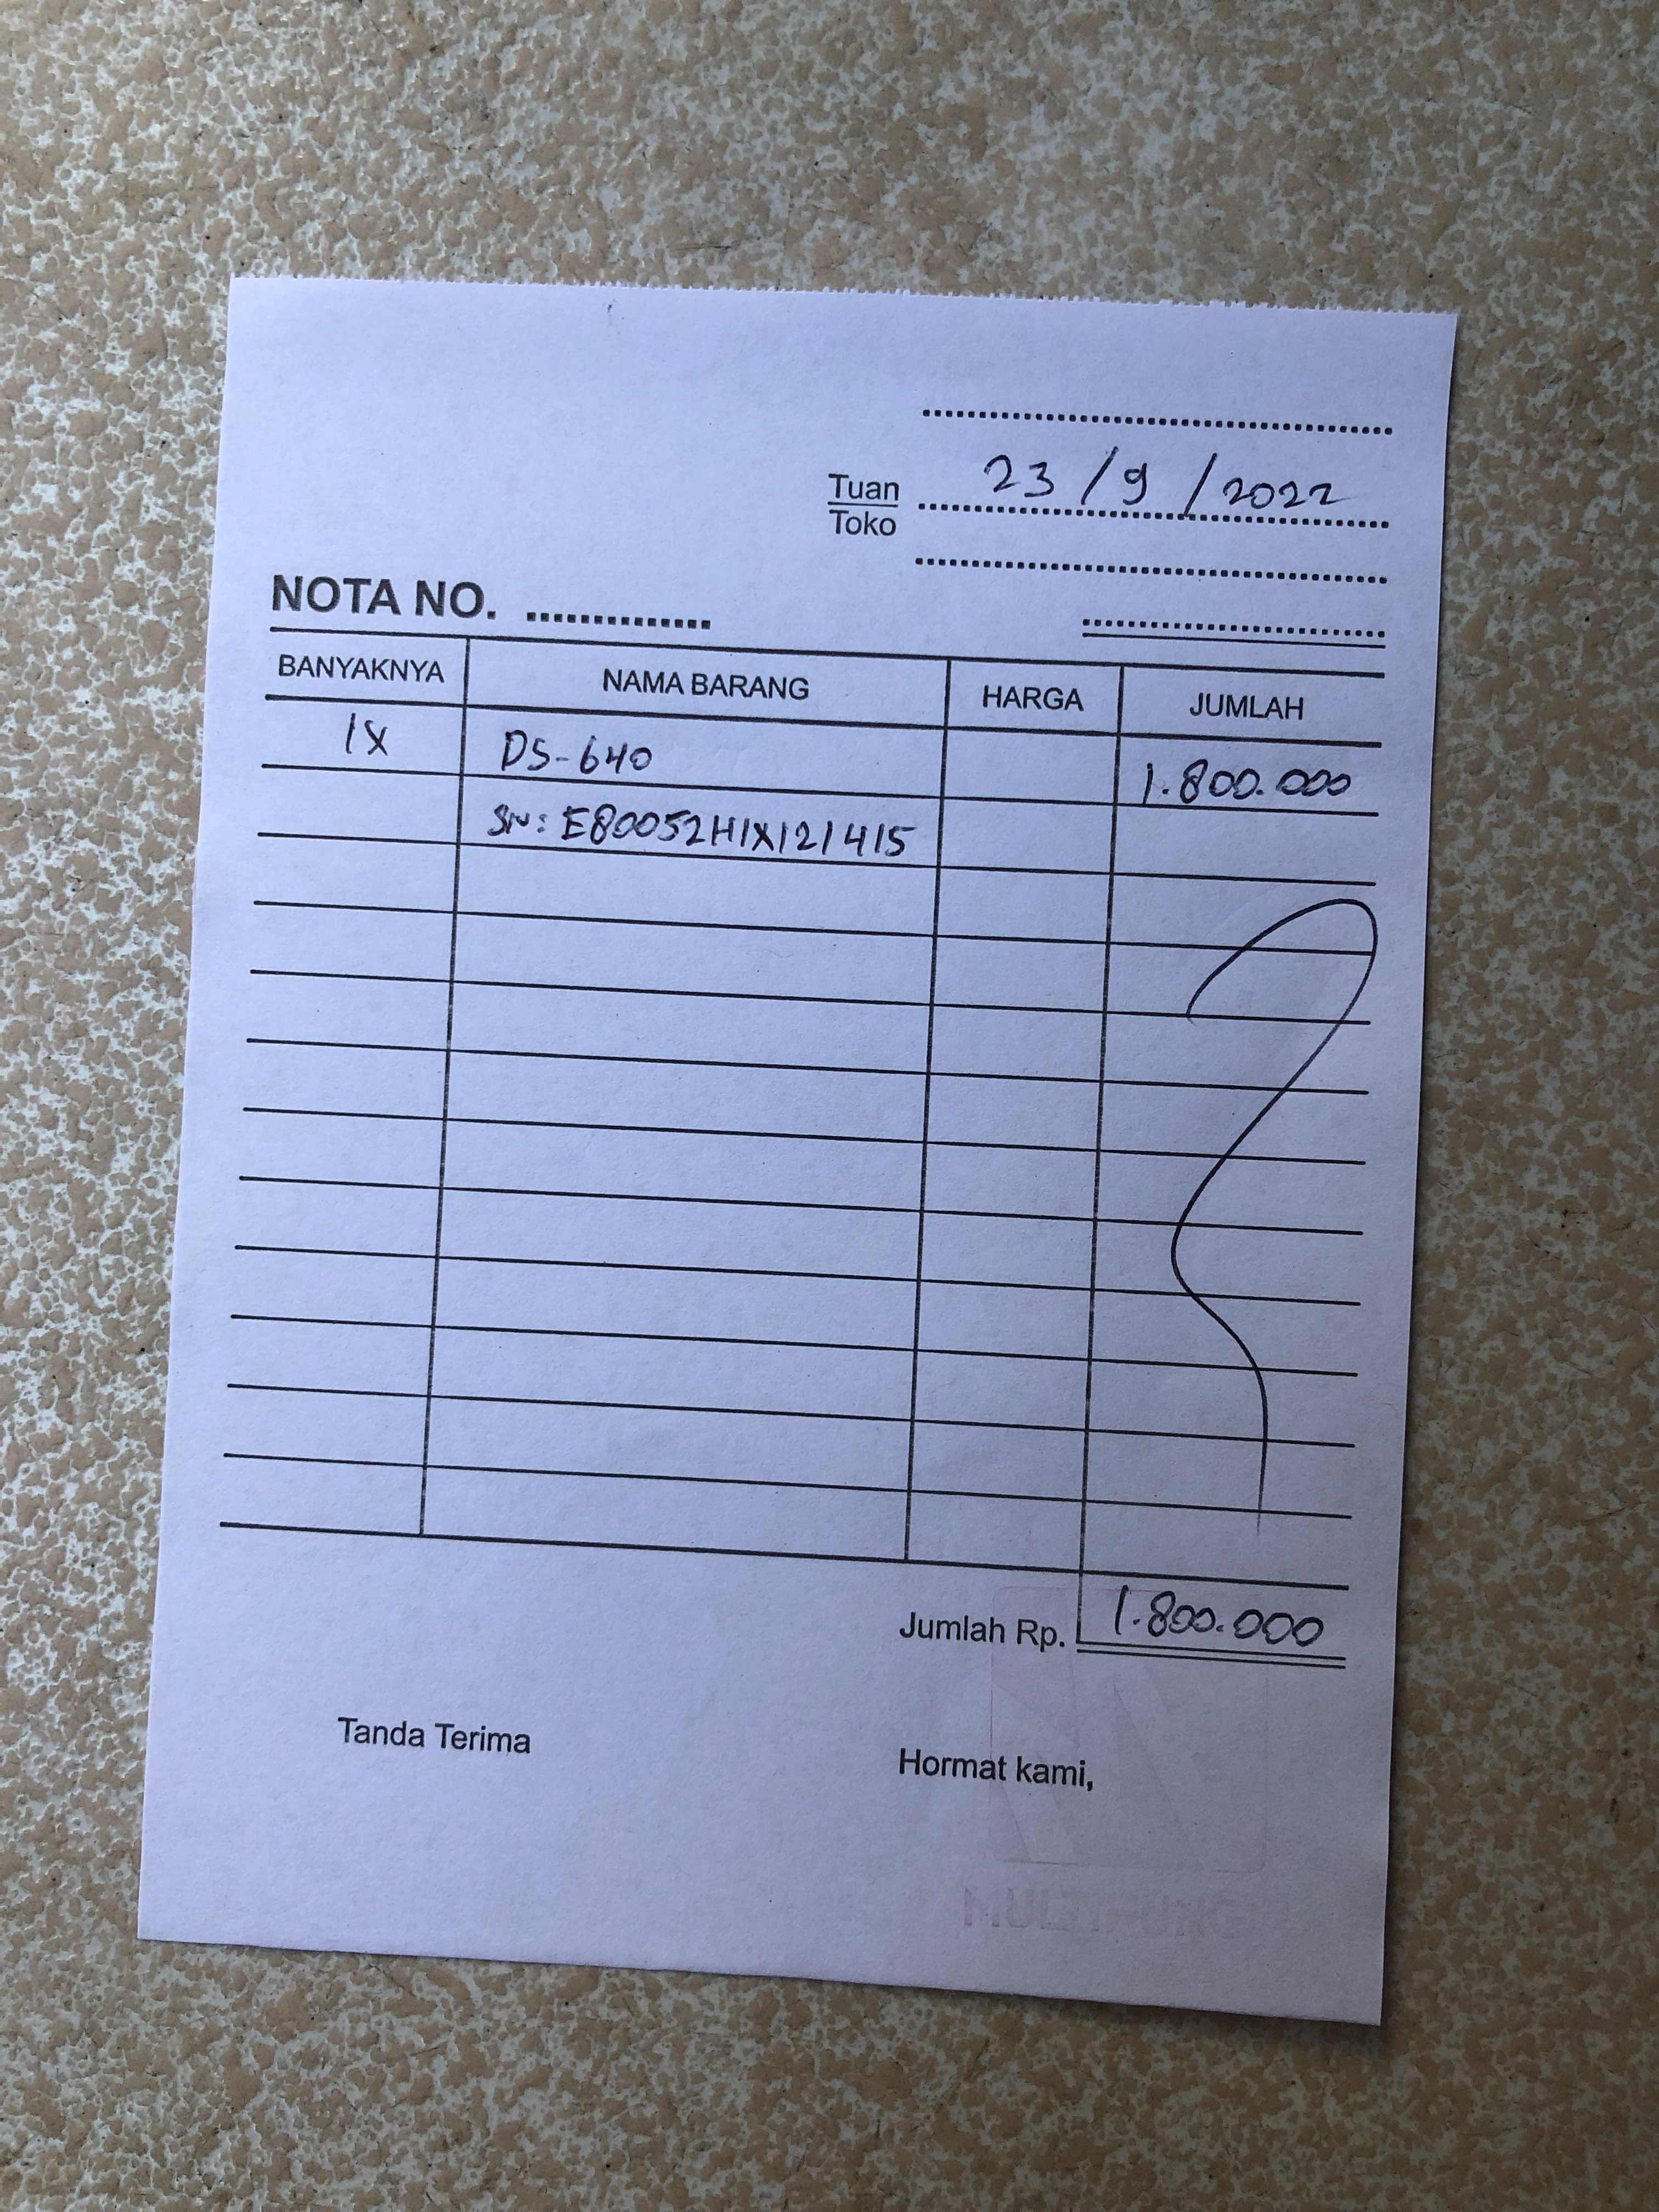 23/9/2022
Tuan
Toko
NOTA NO.
BANYAKNYA NAMA BARANG HARGA JUMLAH
1X DS-640 1.800.000
SN: E80052H1X121415
Jumlah Rp. 1.800.000
Tanda Terima Hormat kami,